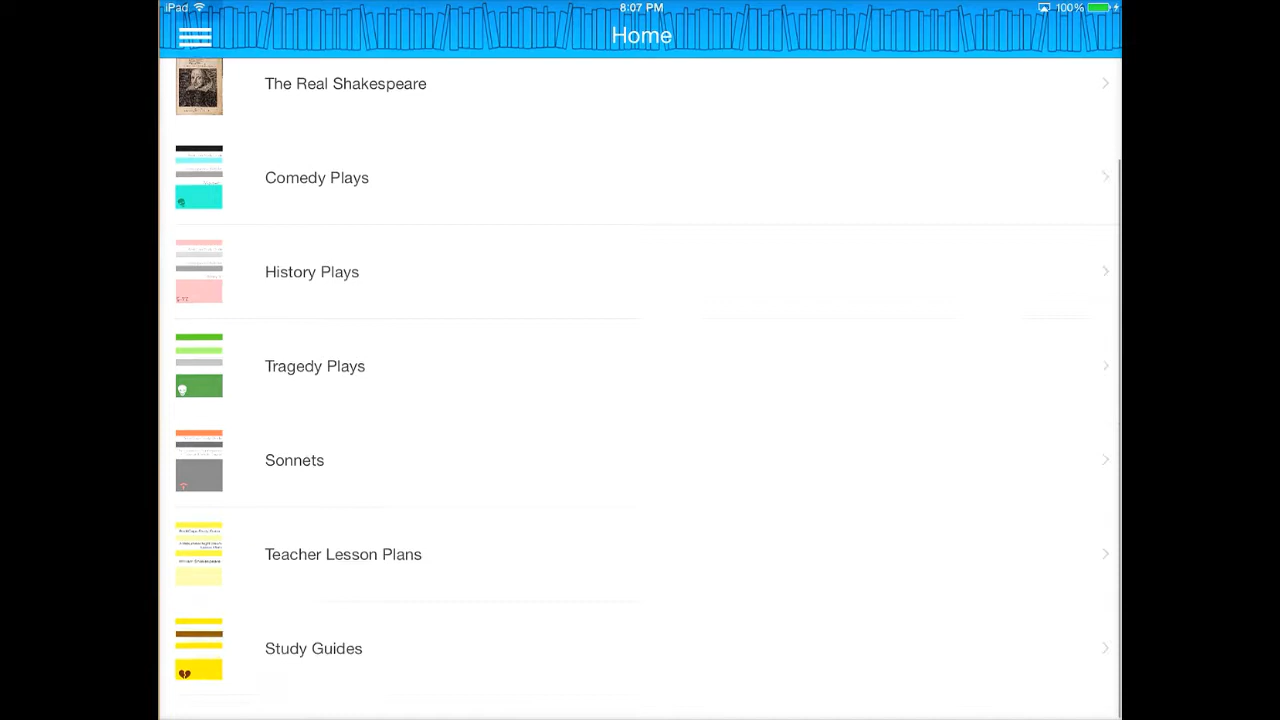 iPad
8:07 PM
100%
Home
The Real Shakespeare
Comedy Plays
History Plays
Tragedy Plays
Sonnets
Teacher Lesson Plans
Study Guides